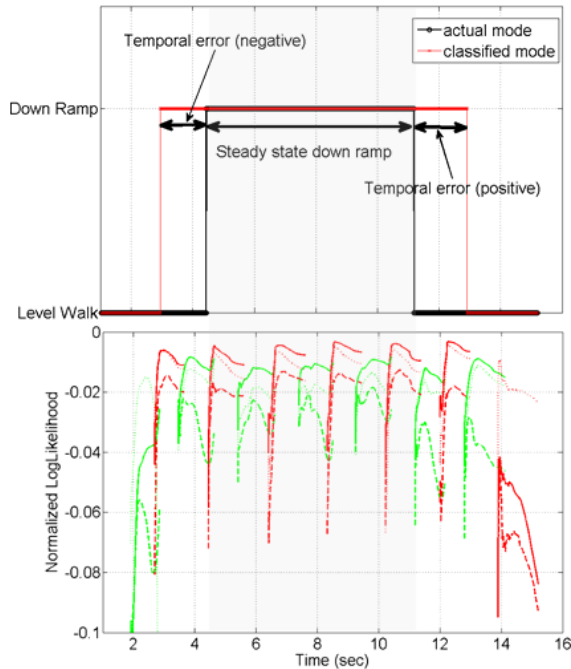 Temporal error (negative)
actual mode
classified mode
Down Ramp
Steady state down ramp
Temporal error (positive)
Level Walk
0
-0.02
-0.04
-0.06
-0.08
-0.1
Normalized LogLikelihood
2 4 6 8 10 12 14 16
Time (sec)